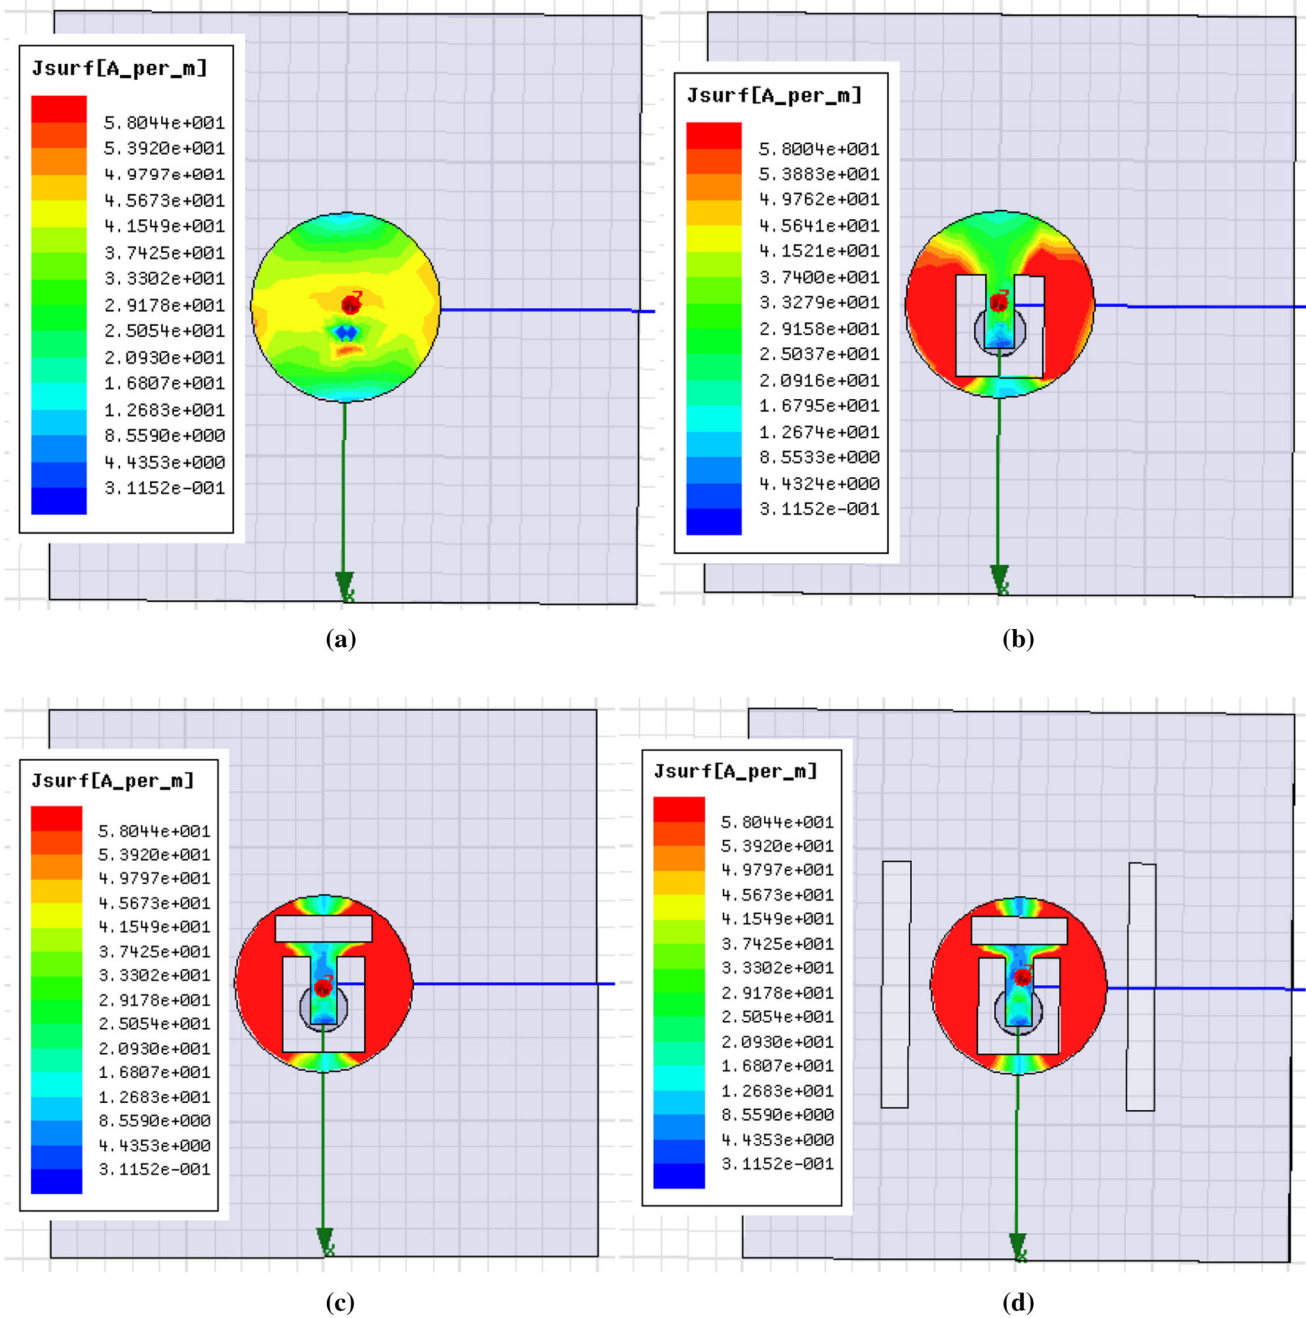 Jsurf[A_per_m]
5.8044e+001
5.3920e+001
4.9797e+001
4.5673e+001
4.1549e+001
3.7425e+001
3.3302e+001
2.9178e+001
2.5054e+001
2.0930e+001
1.6807e+001
1.2683e+001
8.5590e+000
4.4353e+000
3.1152e-001
Z
X
(a)
Jsurf[A_per_m]
5.8004e+001
5.3883e+001
4.9762e+001
4.5641e+001
4.1521e+001
3.7400e+001
3.3279e+001
2.9158e+001
2.5037e+001
2.0916e+001
1.6795e+001
1.2674e+001
8.5533e+000
4.4324e+000
3.1152e-001
Z
X
(b)
Jsurf[A_per_m]
5.8044e+001
5.3920e+001
4.9797e+001
4.5673e+001
4.1549e+001
3.7425e+001
3.3302e+001
2.9178e+001
2.5054e+001
2.0930e+001
1.6807e+001
1.2683e+001
8.5590e+000
4.4353e+000
3.1152e-001
Z
X
(c)
Jsurf[A_per_m]
5.8044e+001
5.3920e+001
4.9797e+001
4.5673e+001
4.1549e+001
3.7425e+001
3.3302e+001
2.9178e+001
2.5054e+001
2.0930e+001
1.6807e+001
1.2683e+001
8.5590e+000
4.4353e+000
3.1152e-001
Z
X
(d)